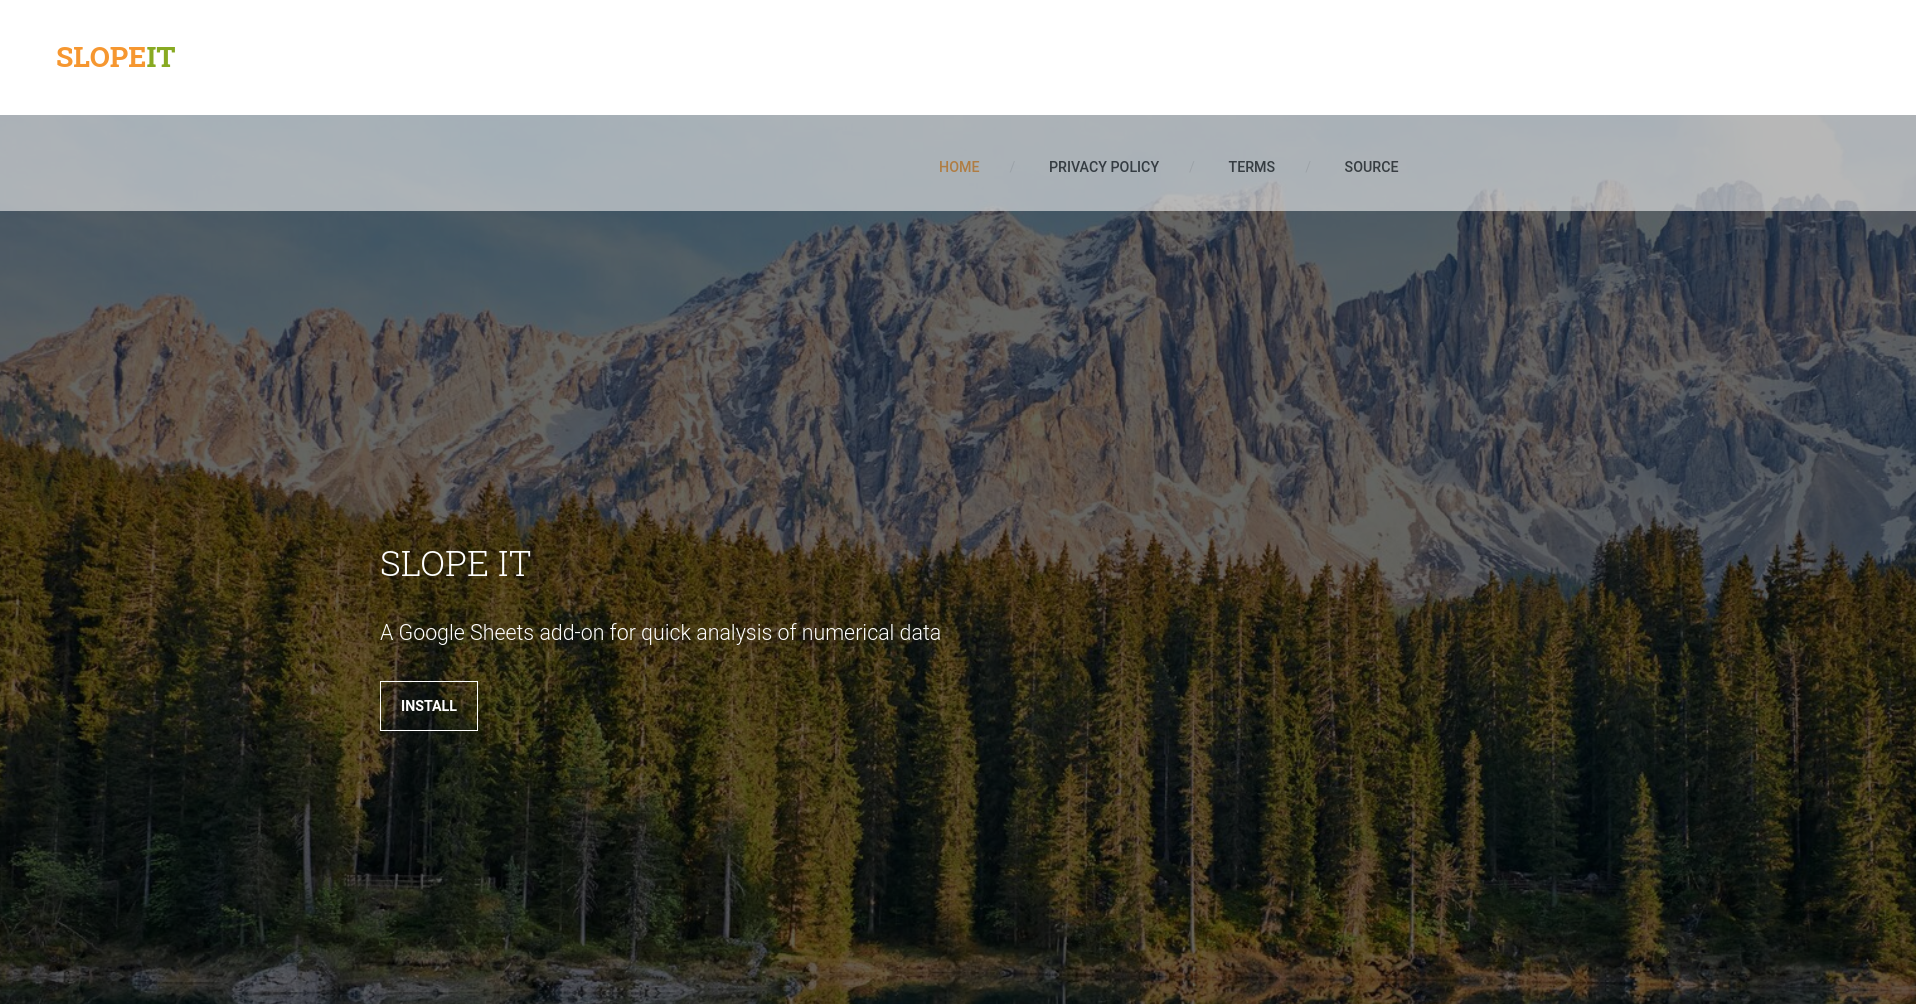 SLOPEIT
HOME / PRIVACY POLICY / TERMS / SOURCE
SLOPE IT
A Google Sheets add-on for quick analysis of numerical data
INSTALL